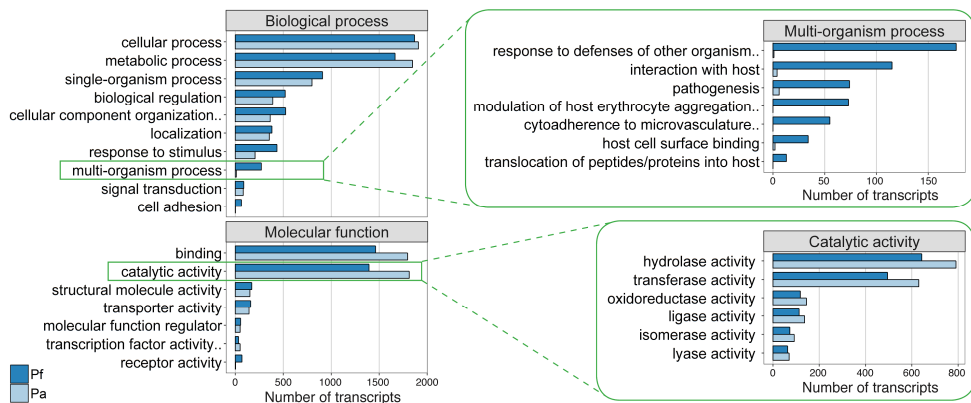 Biological process
cellular process
metabolic process
single-organism process
biological regulation
cellular component organization..
localization
response to stimulus
multi-organism process
signal transduction
cell adhesion
Molecular function
binding
catalytic activity
structural molecule activity
transporter activity
molecular function regulator
transcription factor activity..
receptor activity
0 500 1000 1500 2000
Number of transcripts
Pf
Pa
Multi-organism process
response to defenses of other organism..
interaction with host
pathogenesis
modulation of host erythrocyte aggregation..
cytoadherence to microvasculature..
host cell surface binding
translocation of peptides/proteins into host
0 50 100 150
Number of transcripts
Catalytic activity
hydrolase activity
transferase activity
oxidoreductase activity
ligase activity
isomerase activity
lyase activity
0 200 400 600 800
Number of transcripts